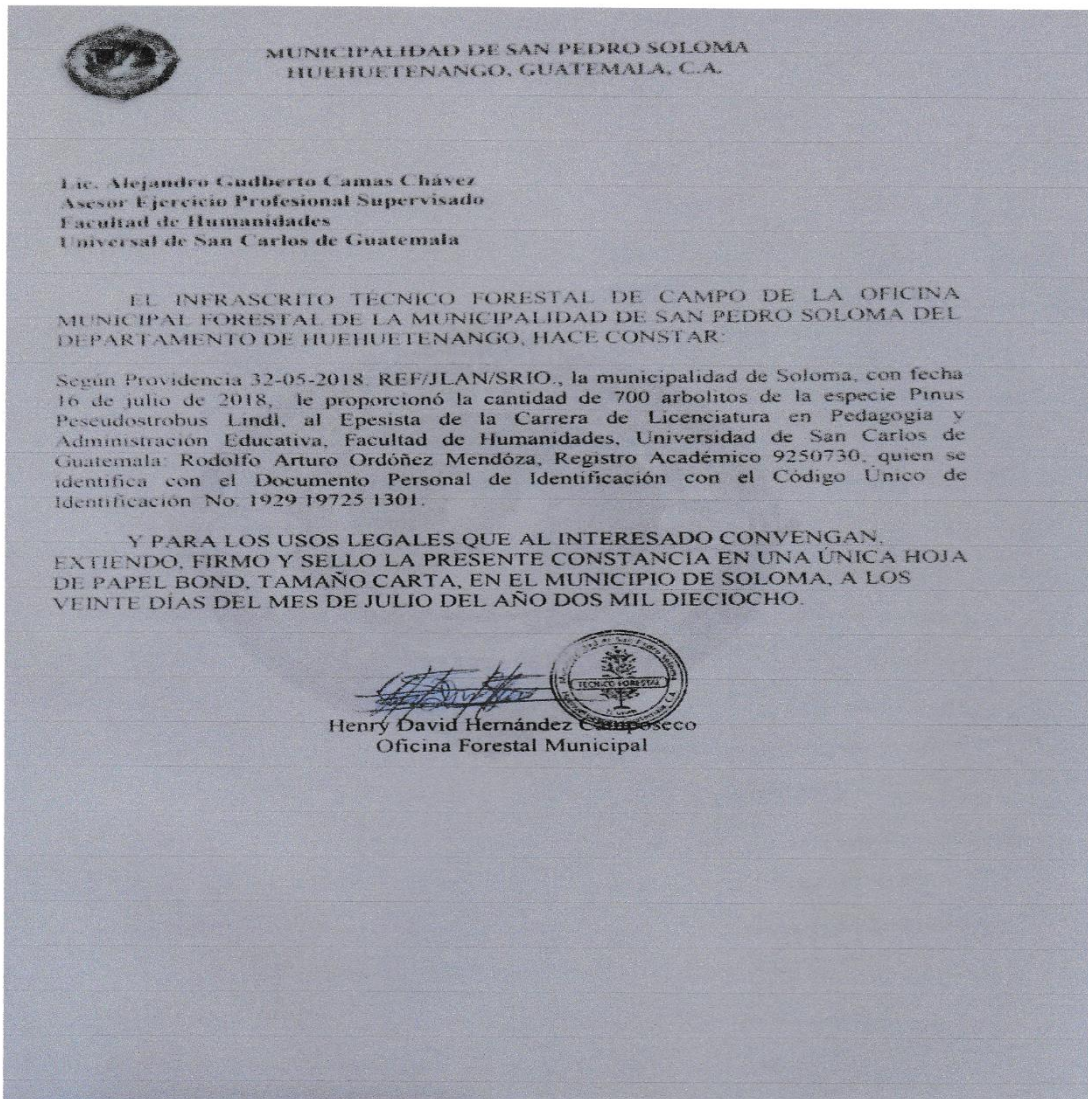 MUNICIPALIDAD DE SAN PEDRO SOLOMA
HUEHUETENANGO, GUATEMALA, C.A.
Lic. Alejandro Gudberto Camas Chávez
Asesor Ejercicio Profesional Supervisado
Facultad de Humanidades
Universal de San Carlos de Guatemala
EL INFRASCRITO TÉCNICO FORESTAL DE CAMPO DE LA OFICINA
MUNICIPAL FORESTAL DE LA MUNICIPALIDAD DE SAN PEDRO SOLOMA DEL
DEPARTAMENTO DE HUEHUETENANGO, HACE CONSTAR:
Según Providencia 32-05-2018. REF/JLAN/SRIO., la municipalidad de Soloma, con fecha
16 de julio de 2018, le proporcionó la cantidad de 700 arbolitos de la especie Pinus
Peseudostrobus Lindl, al Epesista de la Carrera de Licenciatura en Pedagogía y
Administración Educativa, Facultad de Humanidades, Universidad de San Carlos de
Guatemala: Rodolfo Arturo Ordóñez Mendóza, Registro Académico 9250730, quien se
identifica con el Documento Personal de Identificación con el Código Único de
Identificación No. 1929 19725 1301.
Y PARA LOS USOS LEGALES QUE AL INTERESADO CONVENGAN,
EXTIENDO, FIRMO Y SELLO LA PRESENTE CONSTANCIA EN UNA ÚNICA HOJA
DE PAPEL BOND, TAMAÑO CARTA, EN EL MUNICIPIO DE SOLOMA, A LOS
VEINTE DÍAS DEL MES DE JULIO DEL AÑO DOS MIL DIECIOCHO.
San Pedro Soloma
TECNICO FORESTAL
Henry David Hernández Camposeco
Oficina Forestal Municipal